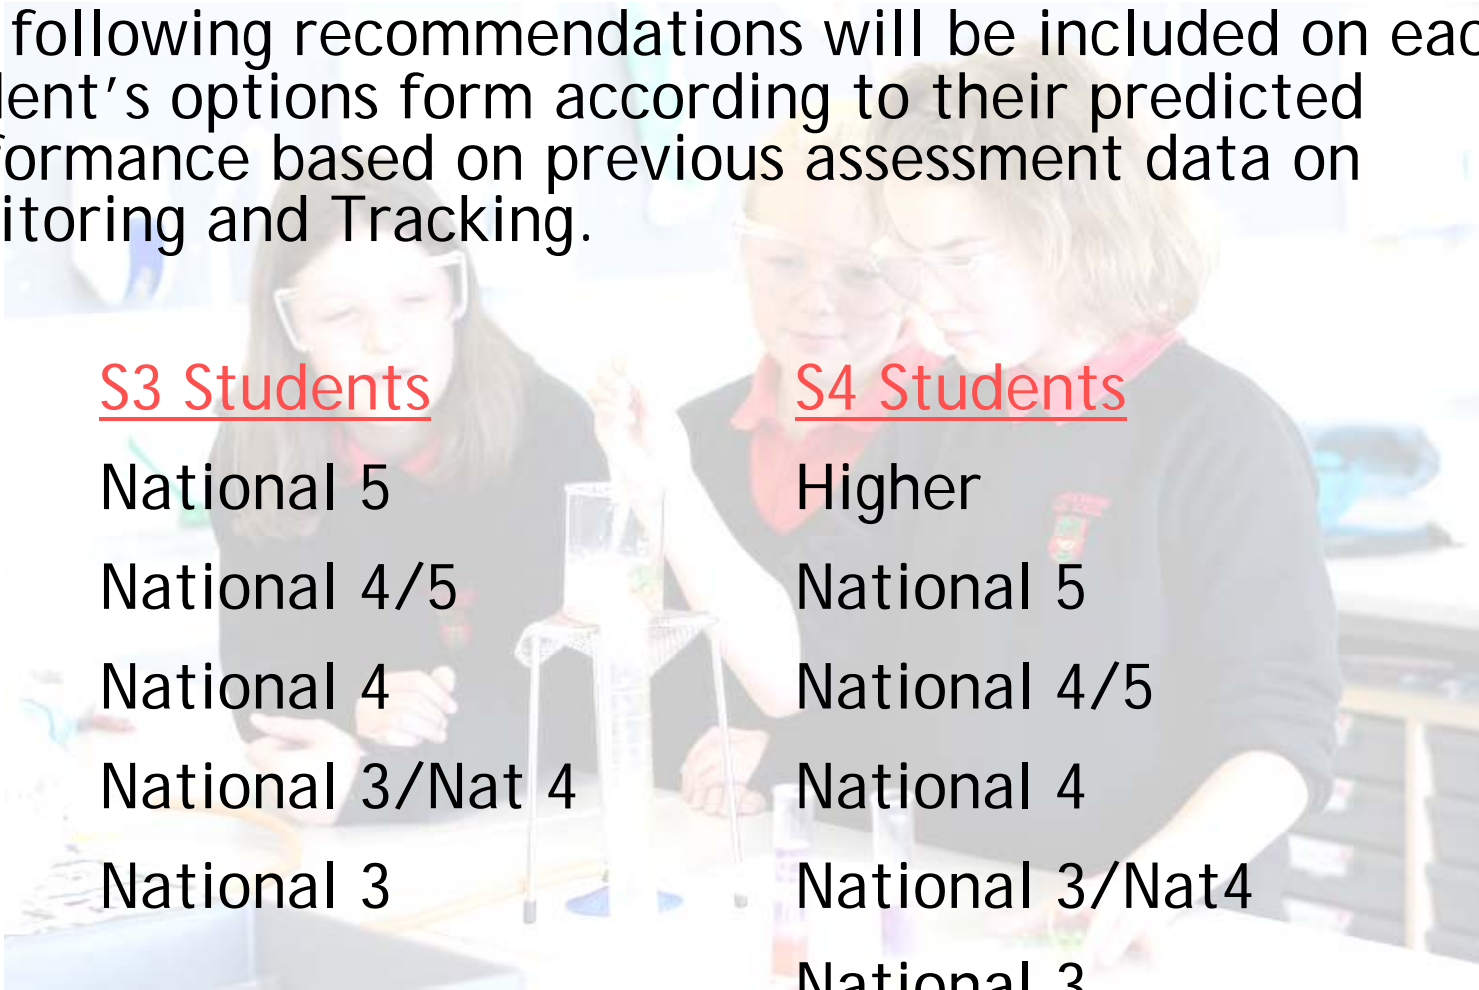 following recommendations will be included on eac
lent’s options form according to their predicted
formance based on previous assessment data on
itoring and Tracking.
S3 Students
National 5
National 4/5
National 4
National 3/Nat 4
National 3
S4 Students
Higher
National 5
National 4/5
National 4
National 3/Nat4
National 3